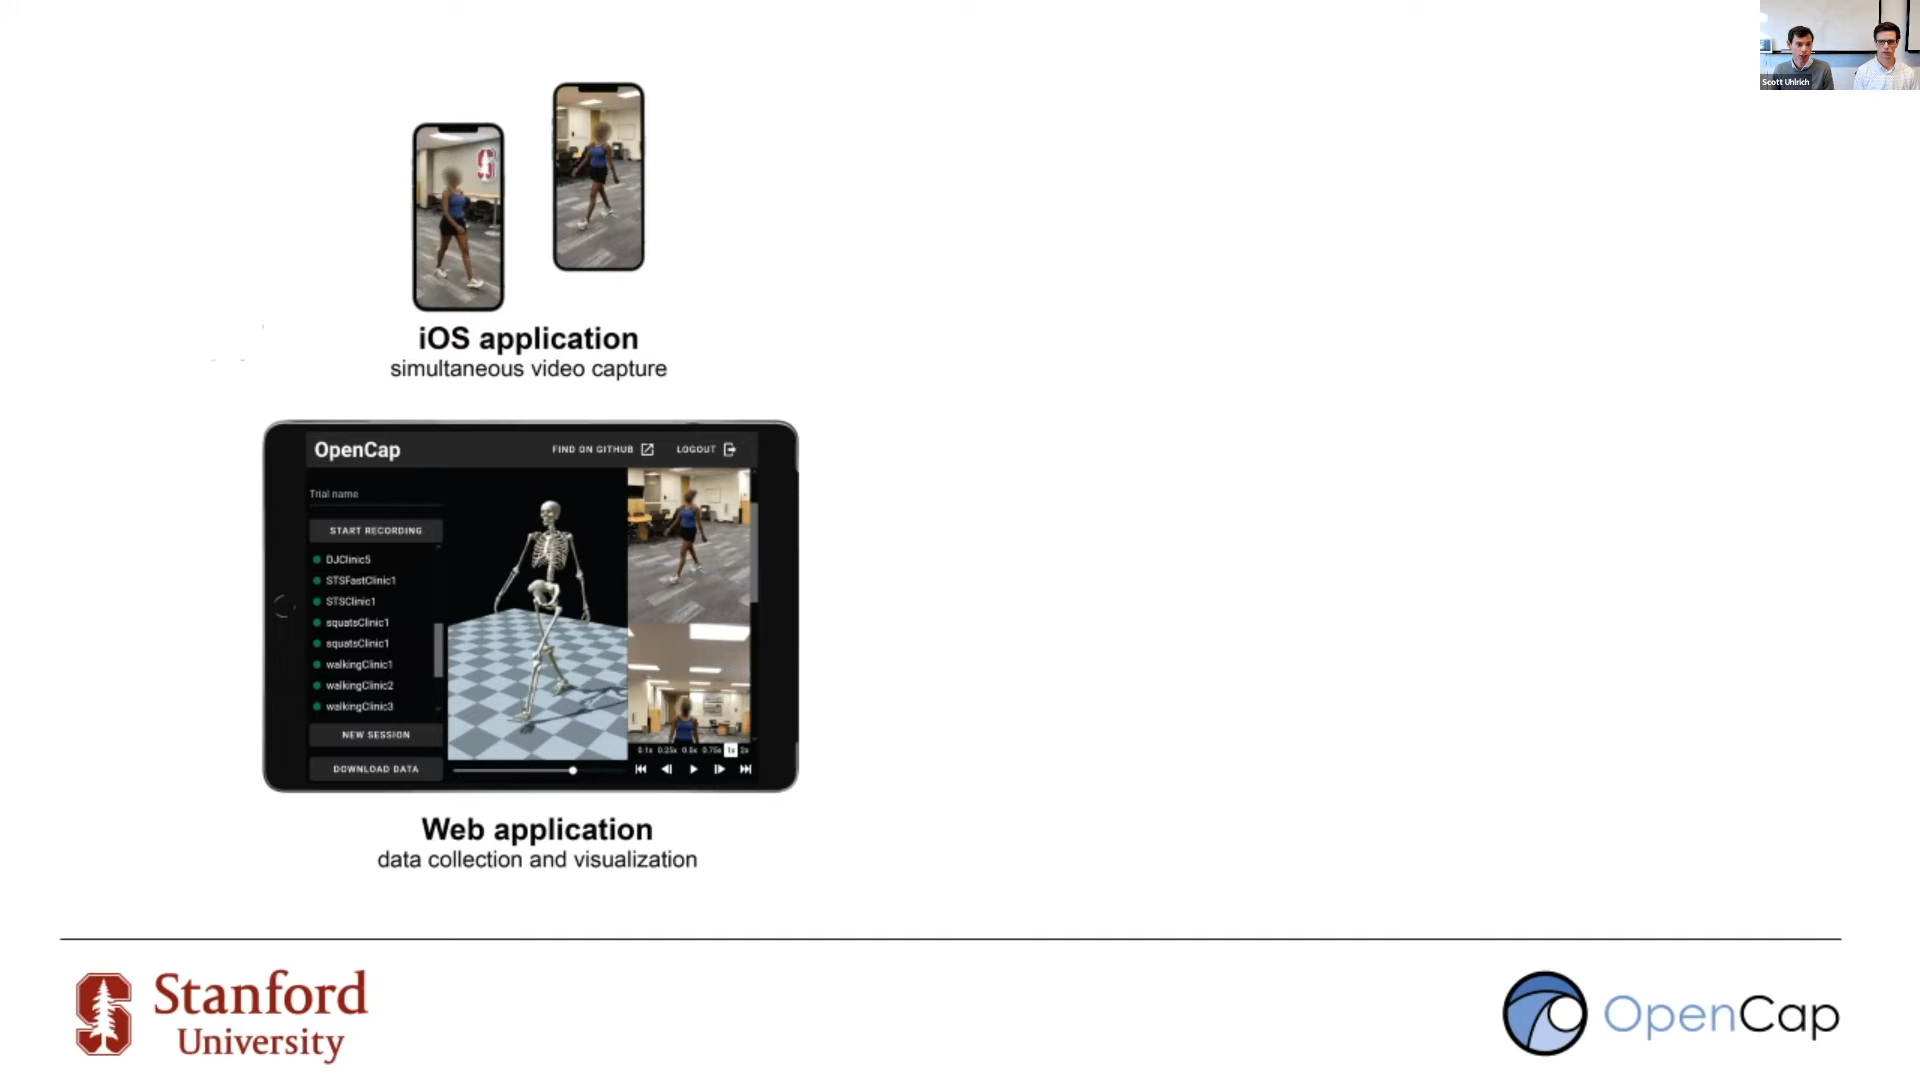 Scott Uhlrich
iOS application
simultaneous video capture
OpenCap
FIND ON GITHUB
LOGOUT
Trial name
START RECORDING
DJClinic5
STSFastClinic1
STSClinic1
squatsClinic1
squatsClinic1
walkingClinic1
walkingClinic2
walkingClinic3
NEW SESSION
DOWNLOAD DATA
0.1x 0.25x 0.5x 0.75x 1x 2x
Web application
data collection and visualization
Stanford
University
OpenCap